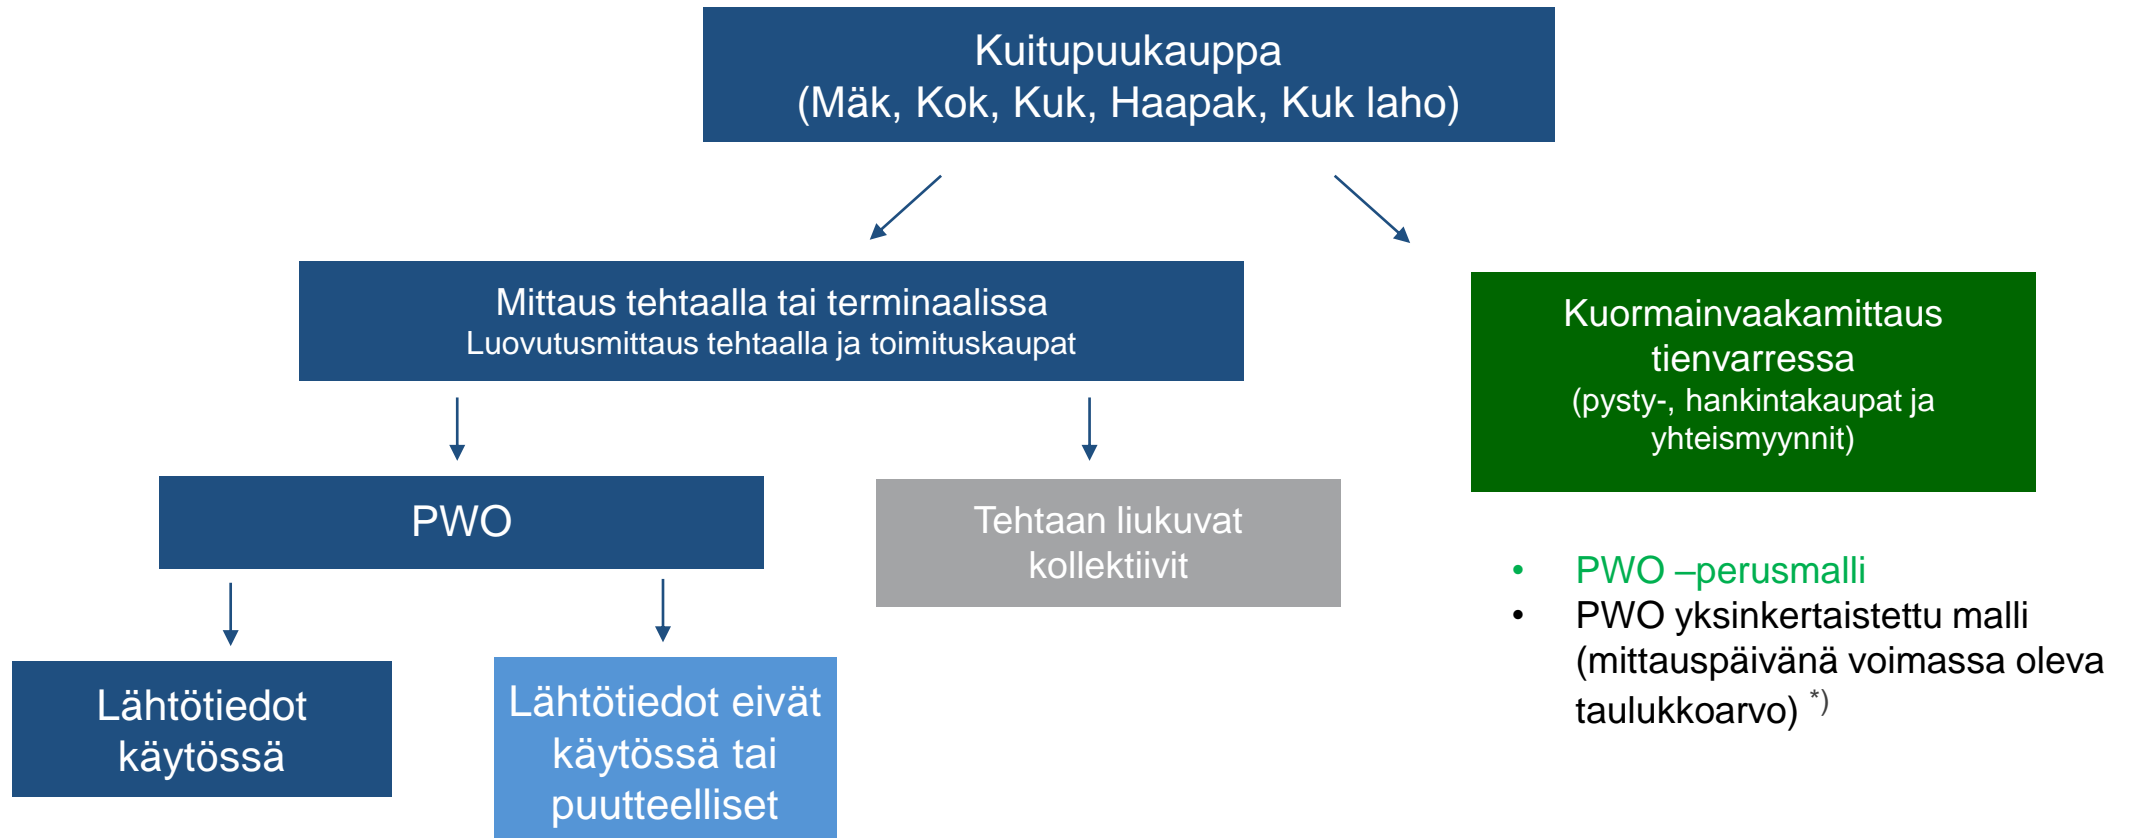 Kuitupuukauppa
(Mäk, Kok, Kuk, Haapak, Kuk laho)
Mittaus tehtaalla tai terminaalissa
Luovutusmittaus tehtaalla ja toimituskaupat
Kuormainvaakamittaus
tienvarressa
(pysty-, hankintakaupat ja
yhteismyynnit)
PWO
Tehtaan liukuvat
kollektiivit
• PWO –perusmalli
• PWO yksinkertaistettu malli
(mittauspäivänä voimassa oleva
taulukkoarvo) *)
Lähtötiedot
käytössä
Lähtötiedot eivät
käytössä tai
puutteelliset